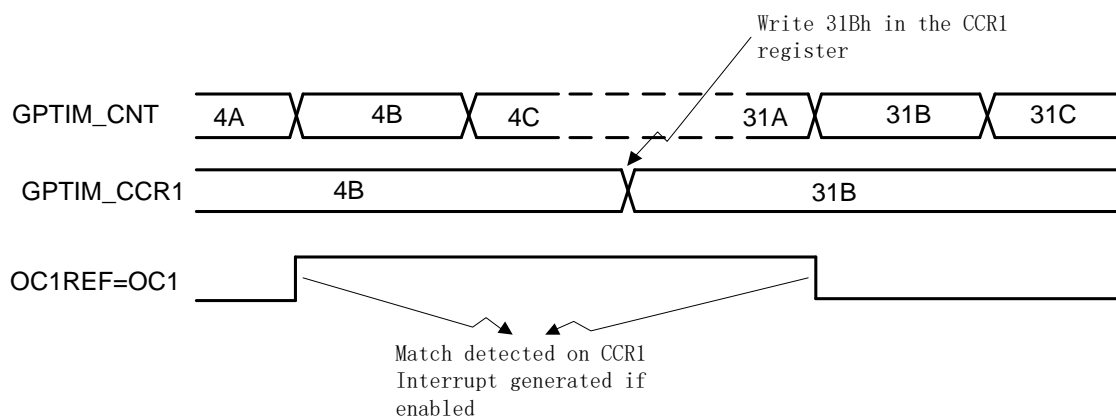 Write 31Bh in the CCR1
register
GPTIM_CNT 4A 4B 4C 31A 31B 31C
GPTIM_CCR1 4B 31B
OC1REF=OC1
Match detected on CCR1
Interrupt generated if
enabled